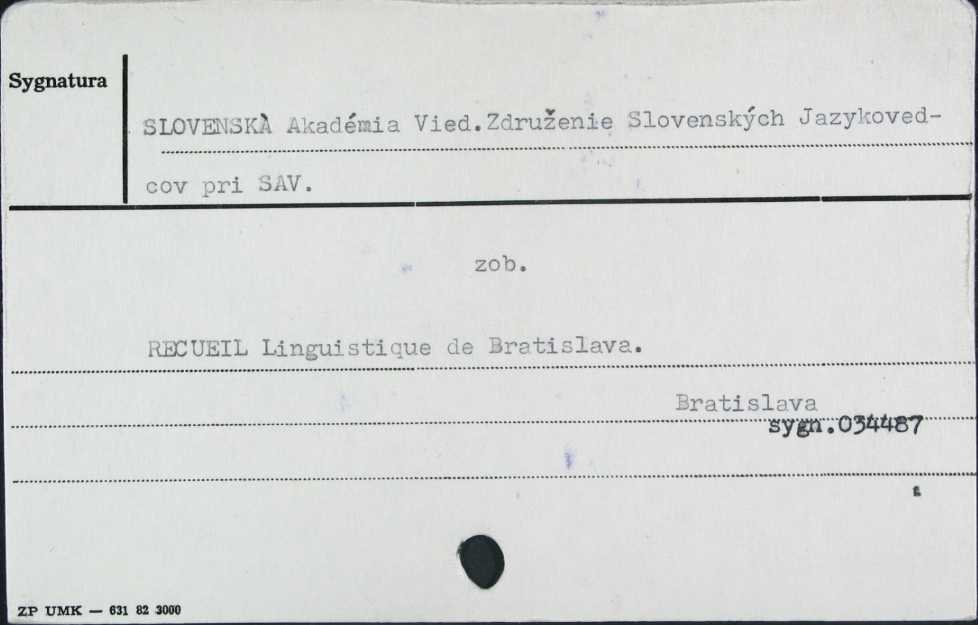 Sygnatura
SLOVENSKÀ Akadémia Vied.Združenie Slovenských Jazykoved-
cov pri SAV.
zob.
RECUEIL Linguistique de Bratislava.
Bratislava
sygn.034487
ZP UMK — 631 82 3000